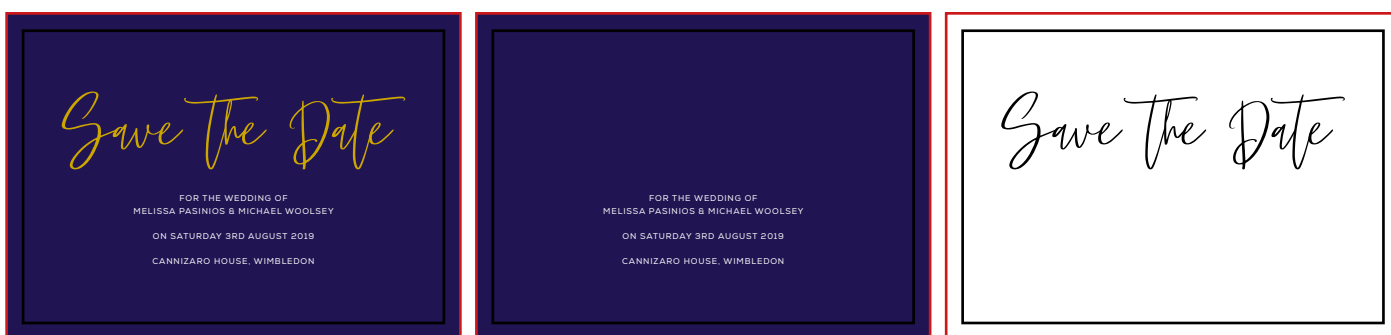 Save The Date
FOR THE WEDDING OF
MELISSA PASINIOS & MICHAEL WOOLSEY
ON SATURDAY 3RD AUGUST 2019
CANNIZARO HOUSE, WIMBLEDON
FOR THE WEDDING OF
MELISSA PASINIOS & MICHAEL WOOLSEY
ON SATURDAY 3RD AUGUST 2019
CANNIZARO HOUSE, WIMBLEDON
Save The Date